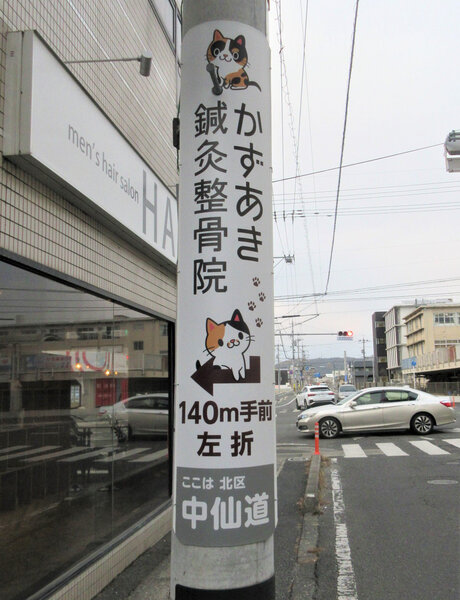 men's hair salon
HA
かずあき
鍼灸整骨院
140m手前
左折
ここは 北区
中仙道